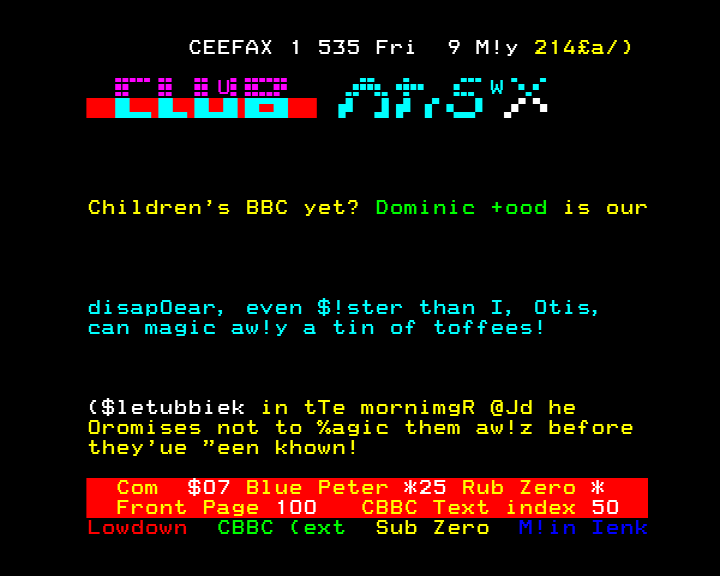 CEEFAX 1 535 Fri  9 M!y 214£a/)
CLUB
Children's BBC yet? Dominic +ood is our
disapOear, even $!ster than I, Otis,
can magic aw!y a tin of toffees!
($letubbiek in tTe mornimgR @Jd he
Oromises not to %agic them aw!z before
they'ue "een khown!
Com  $07 Blue Peter *25 Rub Zero *
Front Page 100   CBBC Text index 50
Lowdown  CBBC (ext  Sub Zero  M!in Ienk